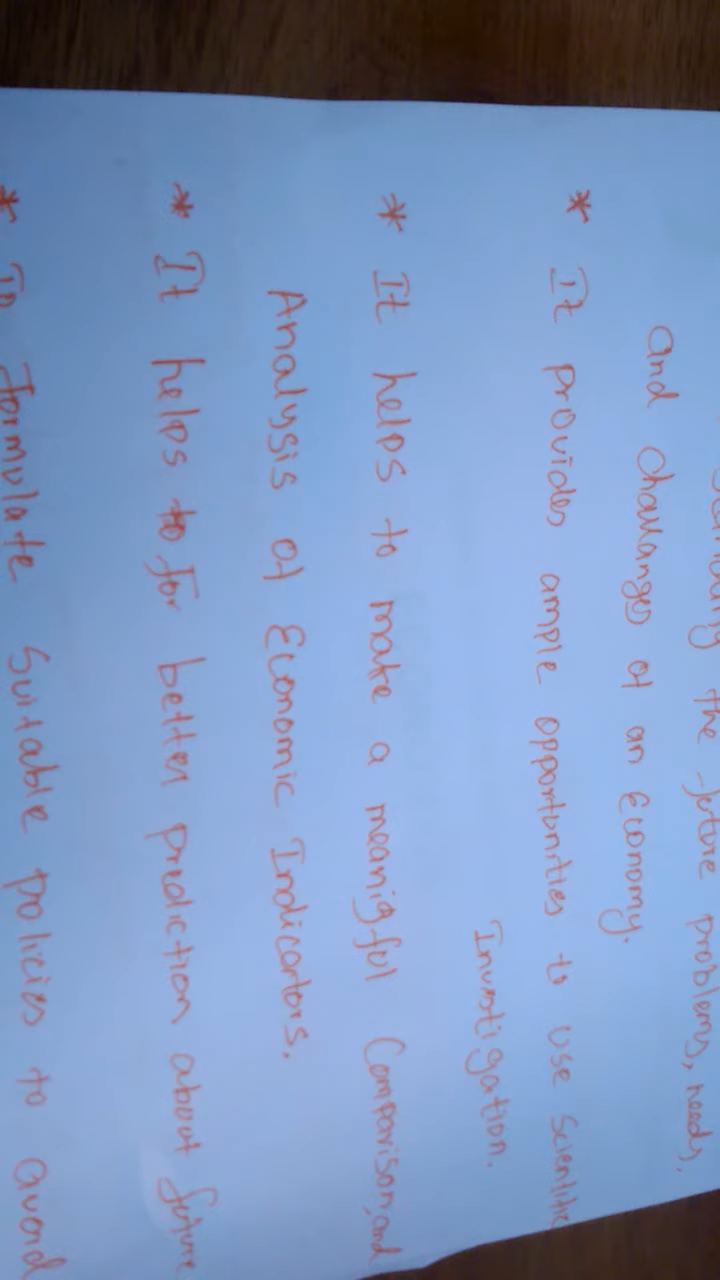 the future problems, needs,
and challanges of an Economy.
* It provides ample opportunities to use Scientific
Investigation.
* It helps to make a meanigful Comparison, and
Analysis of Economic Indicators.
* It helps to for better prediction about future
* To formulate Suitable policies to avoid